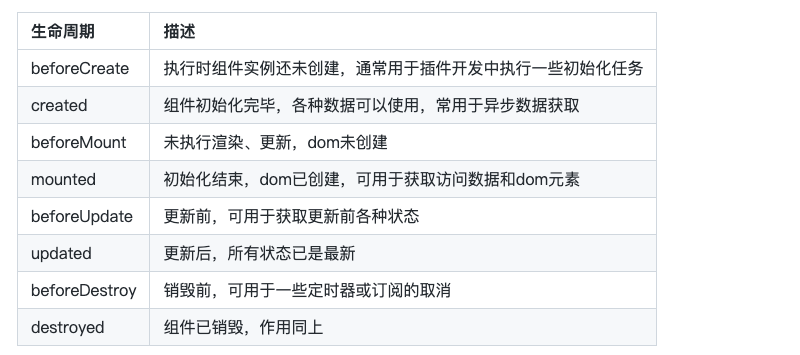 生命周期 描述
beforeCreate 执行时组件实例还未创建，通常用于插件开发中执行一些初始化任务
created 组件初始化完毕，各种数据可以使用，常用于异步数据获取
beforeMount 未执行渲染、更新，dom未创建
mounted 初始化结束，dom已创建，可用于获取访问数据和dom元素
beforeUpdate 更新前，可用于获取更新前各种状态
updated 更新后，所有状态已是最新
beforeDestroy 销毁前，可用于一些定时器或订阅的取消
destroyed 组件已销毁，作用同上